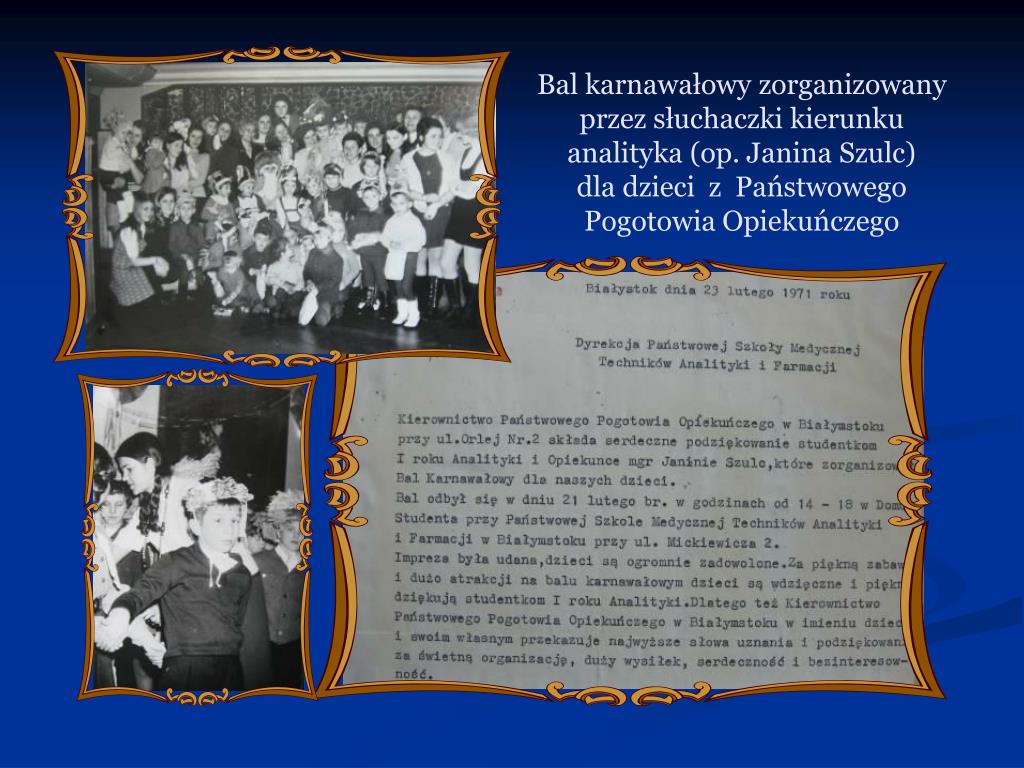 Bal karnawałowy zorganizowany
przez słuchaczki kierunku
analityka (op. Janina Szulc)
dla dzieci z Państwowego
Pogotowia Opiekuńczego
Białystok dnia 23 lutego 1971 roku
Dyrekcja Państwowej Szkoły Medycznej
Techników Analityki i Farmacji
Kierownictwo Państwowego Pogotowia Opiekuńczego w Białymstoku
przy ul.Orlej Nr.2 składa serdeczne podziękowanie studentkom
I roku Analityki i Opiekunce mgr Janinie Szulc,które zorganizow
Bal Karnawałowy dla naszych dzieci.
Bal odbył się w dniu 21 lutego br. w godzinach od 14 - 18 w Domu
Studenta przy Państwowej Szkole Medycznej Techników Analityki
i Farmacji w Białymstoku przy ul. Mickiewicza 2.
Impreza była udana,dzieci są ogromnie zadowolone.Za piękną zabaw
i dużo atrakcji na balu karnawałowym dzieci są wdzięczne i piękn
dziękują studentkom I roku Analityki.Dlatego też Kierownictwo
Państwowego Pogotowia Opiekuńczego w Białymstoku w imieniu dziec
i swoim własnym przekazuje najwyższe słowa uznania i podziękowan
za świetną organizację, duży wysiłek, serdeczność i bezinteresow-
ność.